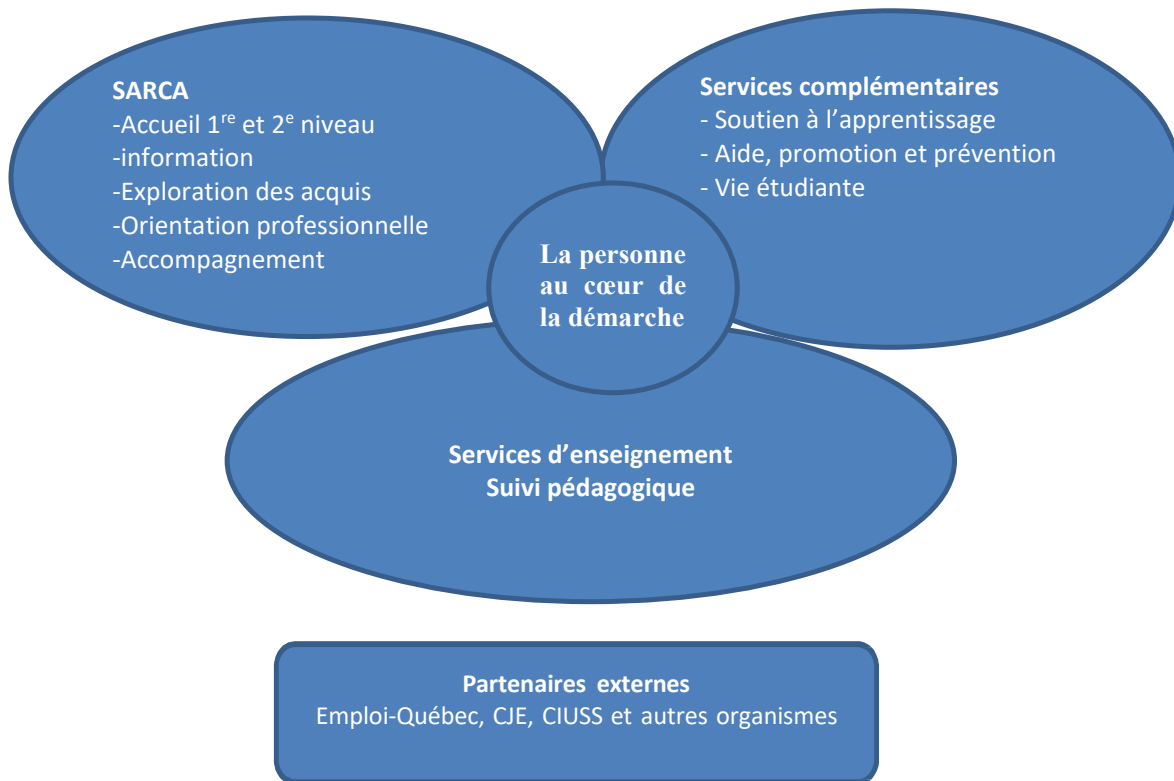 SARCA
-Accueil 1re et 2e niveau
-information
-Exploration des acquis
-Orientation professionnelle
-Accompagnement
Services complémentaires
- Soutien à l’apprentissage
- Aide, promotion et prévention
- Vie étudiante
La personne
au cœur de
la démarche
Services d’enseignement
Suivi pédagogique
Partenaires externes
Emploi-Québec, CJE, CIUSS et autres organismes